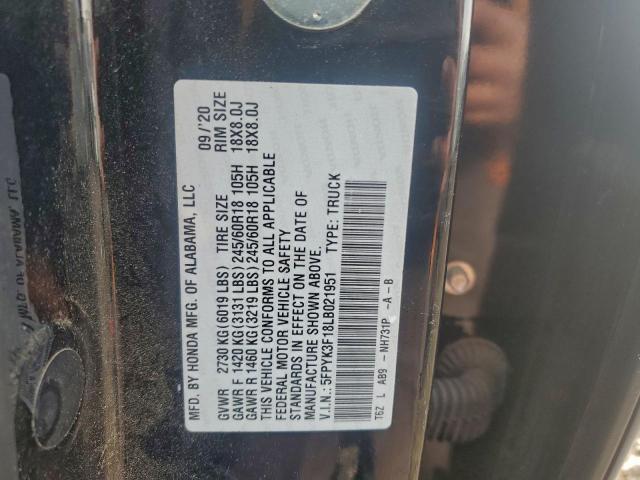 MFD. BY HONDA MFG. OF ALABAMA, LLC 09/'20
GVWR 2730 KG (6019 LBS) TIRE SIZE RIM SIZE
GAWR F 1420 KG (3131 LBS) 245/60R18 105H 18X8.0J
GAWR R 1460 KG (3219 LBS) 245/60R18 105H 18X8.0J
THIS VEHICLE CONFORMS TO ALL APPLICABLE
FEDERAL MOTOR VEHICLE SAFETY
STANDARDS IN EFFECT ON THE DATE OF
MANUFACTURE SHOWN ABOVE.
V.I.N.: 5FPYK3F18LB021951 TYPE: TRUCK
T6Z L AB9 - NH731P -A - B